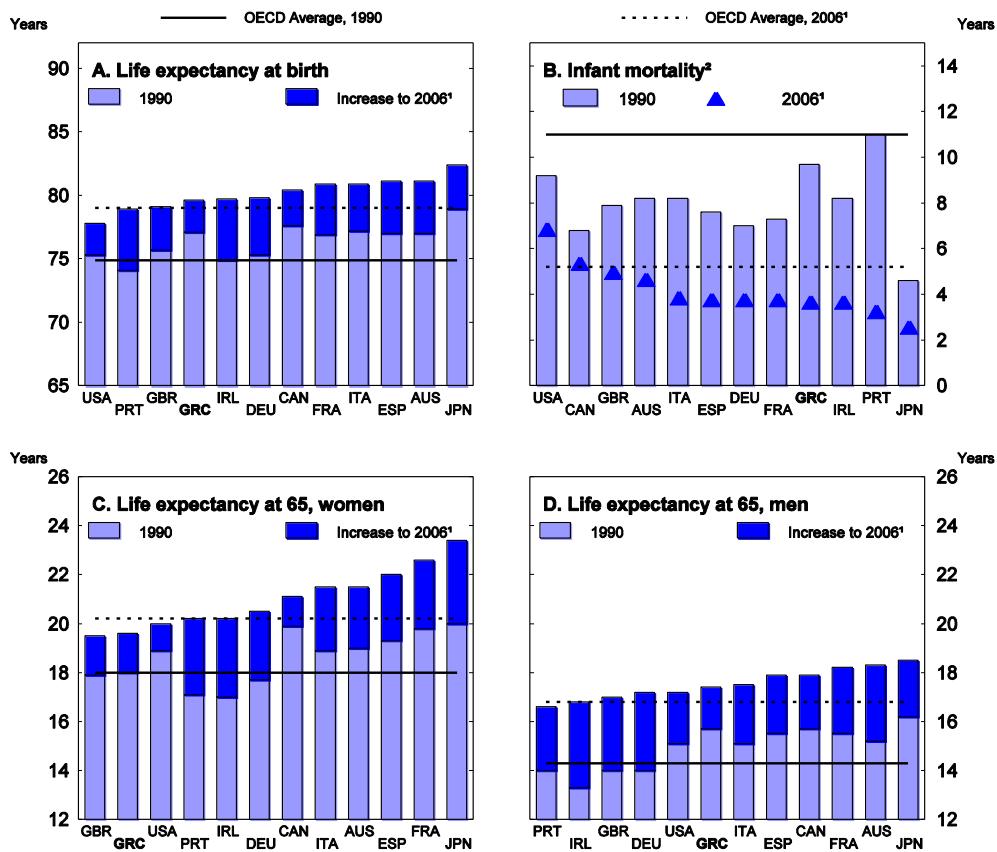 OECD Average, 1990
OECD Average, 2006¹
Years
Years
A. Life expectancy at birth
1990
Increase to 2006¹
90
85
80
75
70
65
USA
PRT
GBR
GRC
IRL
DEU
CAN
FRA
ITA
ESP
AUS
JPN
B. Infant mortality²
1990
2006¹
14
12
10
8
6
4
2
0
USA
CAN
GBR
AUS
ITA
ESP
DEU
FRA
GRC
IRL
PRT
JPN
Years
Years
C. Life expectancy at 65, women
1990
Increase to 2006¹
26
24
22
20
18
16
14
12
GBR
GRC
USA
PRT
IRL
DEU
CAN
ITA
AUS
ESP
FRA
JPN
D. Life expectancy at 65, men
1990
Increase to 2006¹
26
24
22
20
18
16
14
12
PRT
IRL
GBR
DEU
USA
GRC
ITA
ESP
CAN
FRA
AUS
JPN